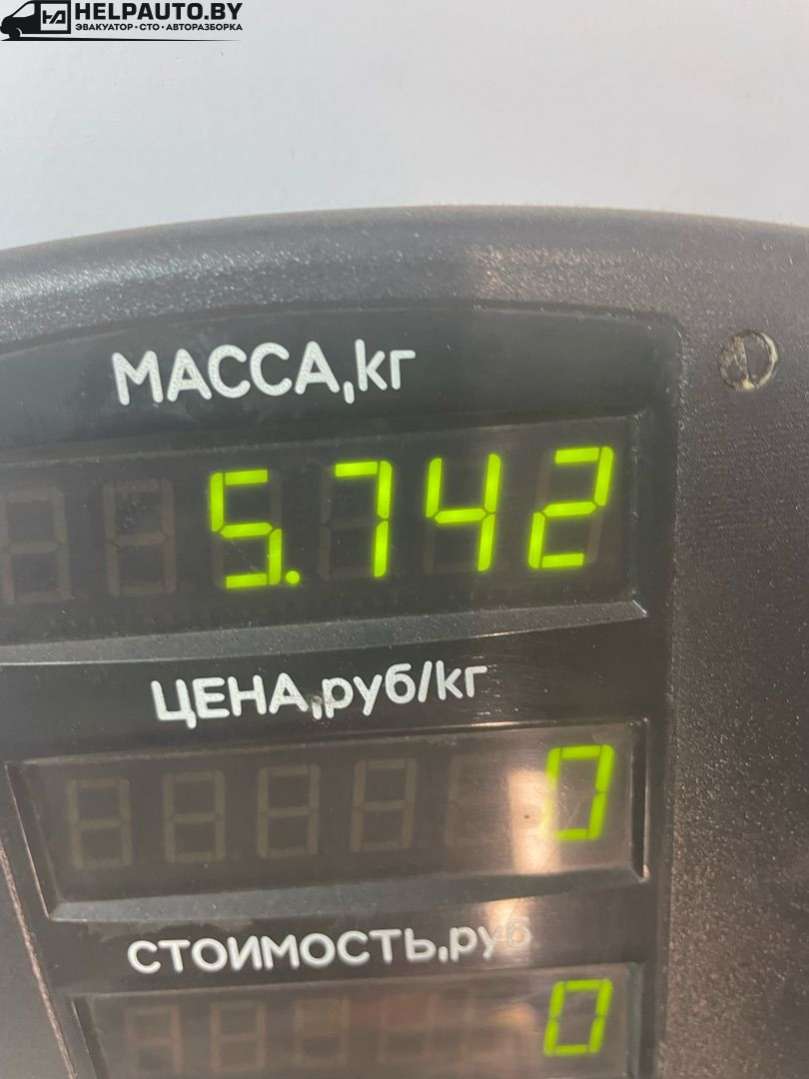 HELPAUTO.BY
ЭВАКУАТОР • СТО • АВТОРАЗБОРКА
МАССА,кг
5.742
ЦЕНА,руб/кг
0
СТОИМОСТЬ,руб
0